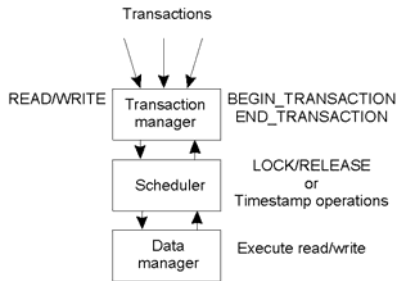 Transactions
READ/WRITE
Transaction
manager
BEGIN_TRANSACTION
END_TRANSACTION
Scheduler
LOCK/RELEASE
or
Timestamp operations
Data
manager
Execute read/write